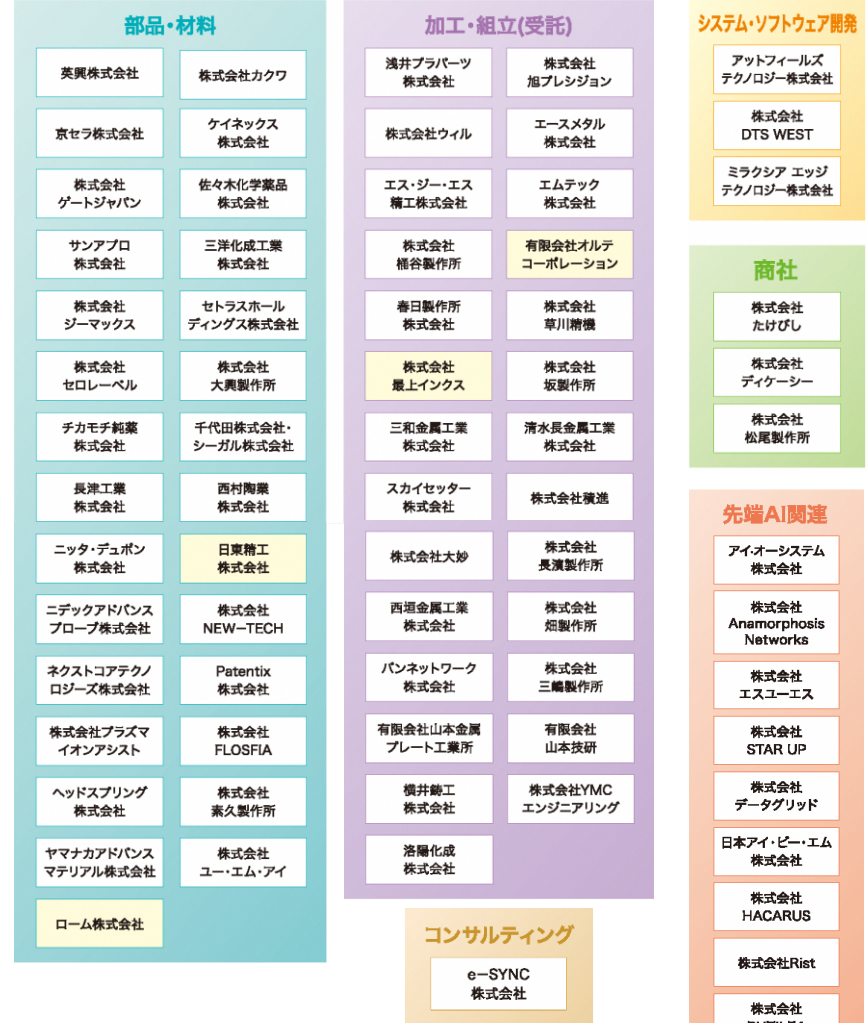 部品・材料
英興株式会社
株式会社カクワ
京セラ株式会社
ケイネックス
株式会社
株式会社
ゲートジャパン
佐々木化学薬品
株式会社
サンアプロ
株式会社
三洋化成工業
株式会社
株式会社
ジーマックス
セトラスホール
ディングス株式会社
株式会社
セロレーベル
株式会社
大興製作所
チカモチ純薬
株式会社
千代田株式会社・
シーガル株式会社
長津工業
株式会社
西村陶業
株式会社
ニッタ・デュポン
株式会社
日東精工
株式会社
ニデックアドバンス
プローブ株式会社
株式会社
NEW－TECH
ネクストコアテクノ
ロジーズ株式会社
Patentix
株式会社
株式会社プラズマ
イオンアシスト
株式会社
FLOSFIA
ヘッドスプリング
株式会社
株式会社
素久製作所
ヤマナカアドバンス
マテリアル株式会社
株式会社
ユー・エム・アイ
ローム株式会社
加工・組立(受託)
浅井プラパーツ
株式会社
株式会社
旭プレシジョン
株式会社ウィル
エースメタル
株式会社
エス・ジー・エス
精工株式会社
エムテック
株式会社
株式会社
桶谷製作所
有限会社オルテ
コーポレーション
春日製作所
株式会社
株式会社
草川精機
株式会社
最上インクス
株式会社
坂製作所
三和金属工業
株式会社
清水長金属工業
株式会社
スカイセッター
株式会社
株式会社積進
株式会社大妙
株式会社
長濱製作所
西垣金属工業
株式会社
株式会社
畑製作所
バンネットワーク
株式会社
株式会社
三嶋製作所
有限会社山本金属
プレート工業所
有限会社
山本技研
横井鋳工
株式会社
株式会社YMC
エンジニアリング
洛陽化成
株式会社
コンサルティング
e－SYNC
株式会社
システム・ソフトウェア開発
アットフィールズ
テクノロジー株式会社
株式会社
DTS WEST
ミラクシア エッジ
テクノロジー株式会社
商社
株式会社
たけびし
株式会社
ディケーシー
株式会社
松尾製作所
先端AI関連
アイ・オーシステム
株式会社
株式会社
Anamorphosis
Networks
株式会社
エスユーエス
株式会社
STAR UP
株式会社
データグリッド
日本アイ・ビー・エム
株式会社
株式会社
HACARUS
株式会社Rist
株式会社